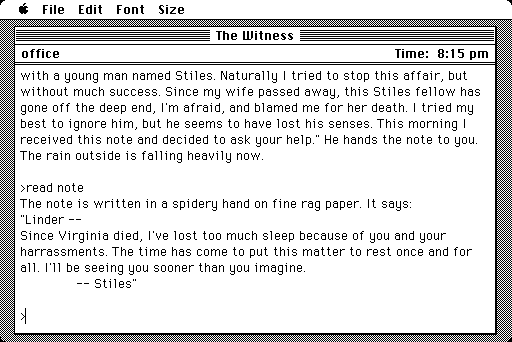 File Edit Font Size
The Witness
office Time: 8:15 pm
with a young man named Stiles. Naturally I tried to stop this affair, but
without much success. Since my wife passed away, this Stiles fellow has
gone off the deep end, I'm afraid, and blamed me for her death. I tried my
best to ignore him, but he seems to have lost his senses. This morning I
received this note and decided to ask your help." He hands the note to you.
The rain outside is falling heavily now.
>read note
The note is written in a spidery hand on fine rag paper. It says:
"Linder --
Since Virginia died, I've lost too much sleep because of you and your
harrassments. The time has come to put this matter to rest once and for
all. I'll be seeing you sooner than you imagine.
-- Stiles"
>